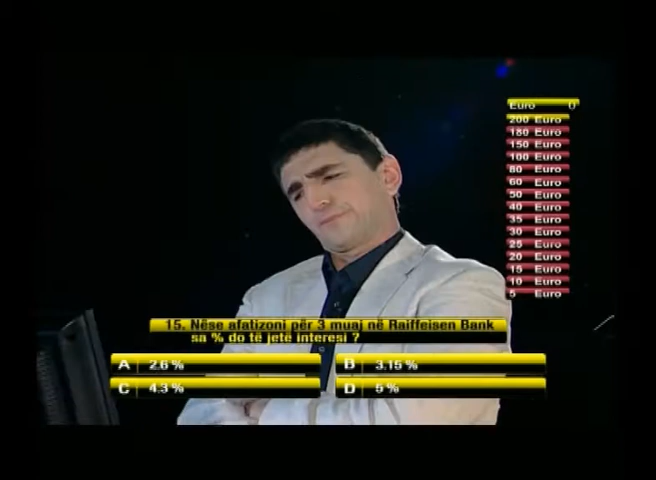 Euro 0
200 Euro
180 Euro
150 Euro
100 Euro
80 Euro
60 Euro
50 Euro
40 Euro
35 Euro
30 Euro
25 Euro
20 Euro
15 Euro
10 Euro
5 Euro
15. Nëse afatizoni për 3 muaj në Raiffeisen Bank
sa % do të jetë interesi ?
A 2.6 %
B 3.15 %
C 4.3 %
D 5 %